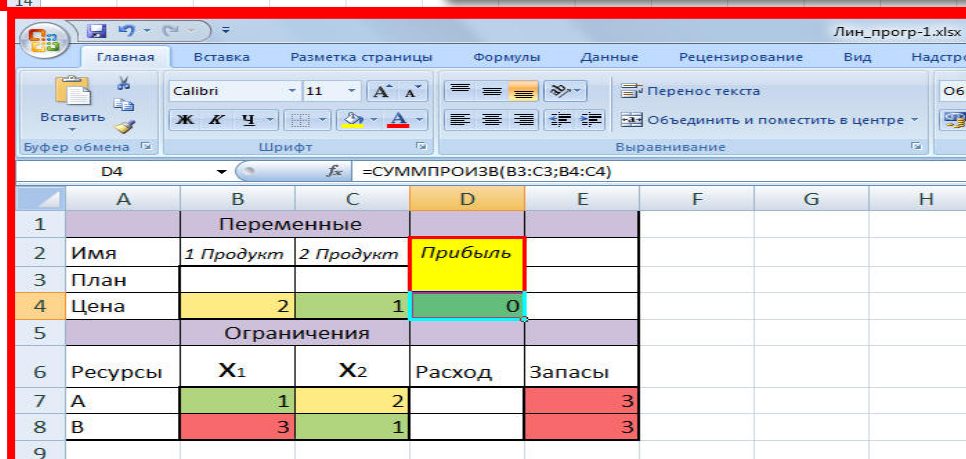 14
Лин_прогр-1.xlsx
Главная Вставка Разметка страницы Формулы Данные Рецензирование Вид Надстро
Вставить
Calibri 11 A A
Перенос текста
Об
Ж К Ч A
Объединить и поместить в центре
Буфер обмена Шрифт Выравнивание
D4 fx =СУММПРОИЗВ(B3:C3;B4:C4)
A B C D E F G H
1 Переменные
2 Имя 1 Продукт 2 Продукт Прибыль
3 План
4 Цена 2 1 0
5 Ограничения
6 Ресурсы X1 X2 Расход Запасы
7 A 1 2 3
8 B 3 1 3
9